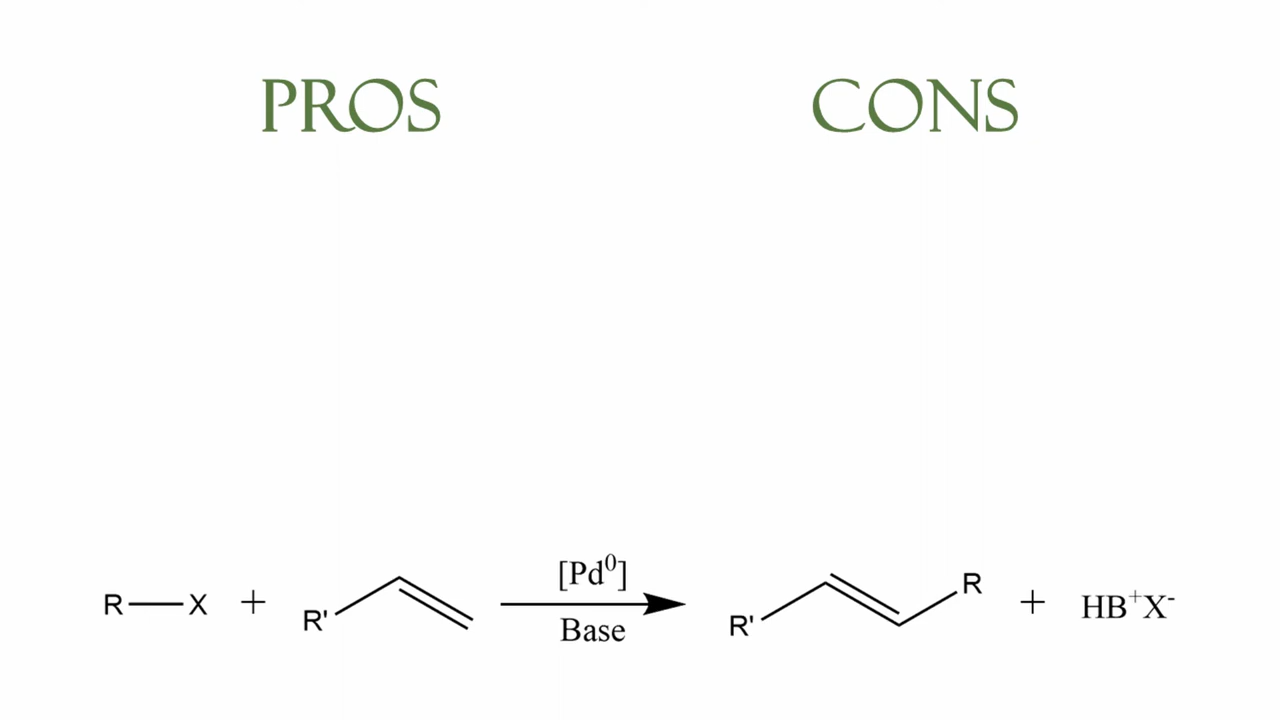 PROS CONS
R—X + R' [Pd⁰] Base R' R + HB⁺X⁻